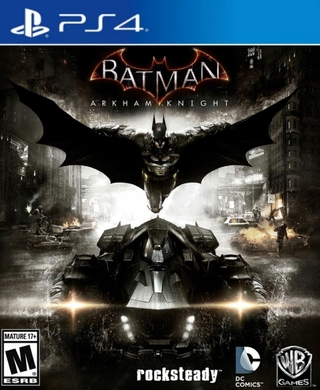 PS4
BATMAN
ARKHAM KNIGHT
MATURE 17+
M
ESRB
rocksteady
DC
COMICS
WB
GAMES